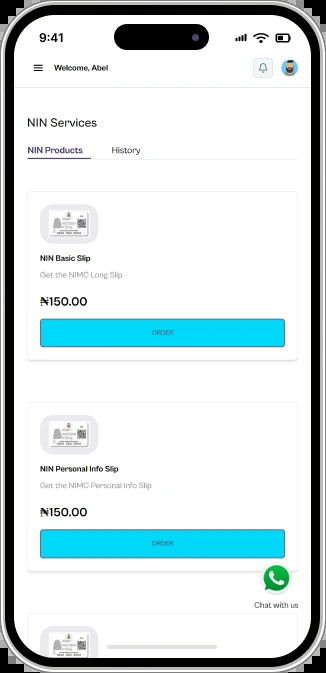 9:41
Welcome, Abel
NIN Services
NIN Products
History
NIN Basic Slip
Get the NIMC Long Slip
₦150.00
ORDER
NIN Personal Info Slip
Get the NIMC Personal Info Slip
₦150.00
ORDER
Chat with us